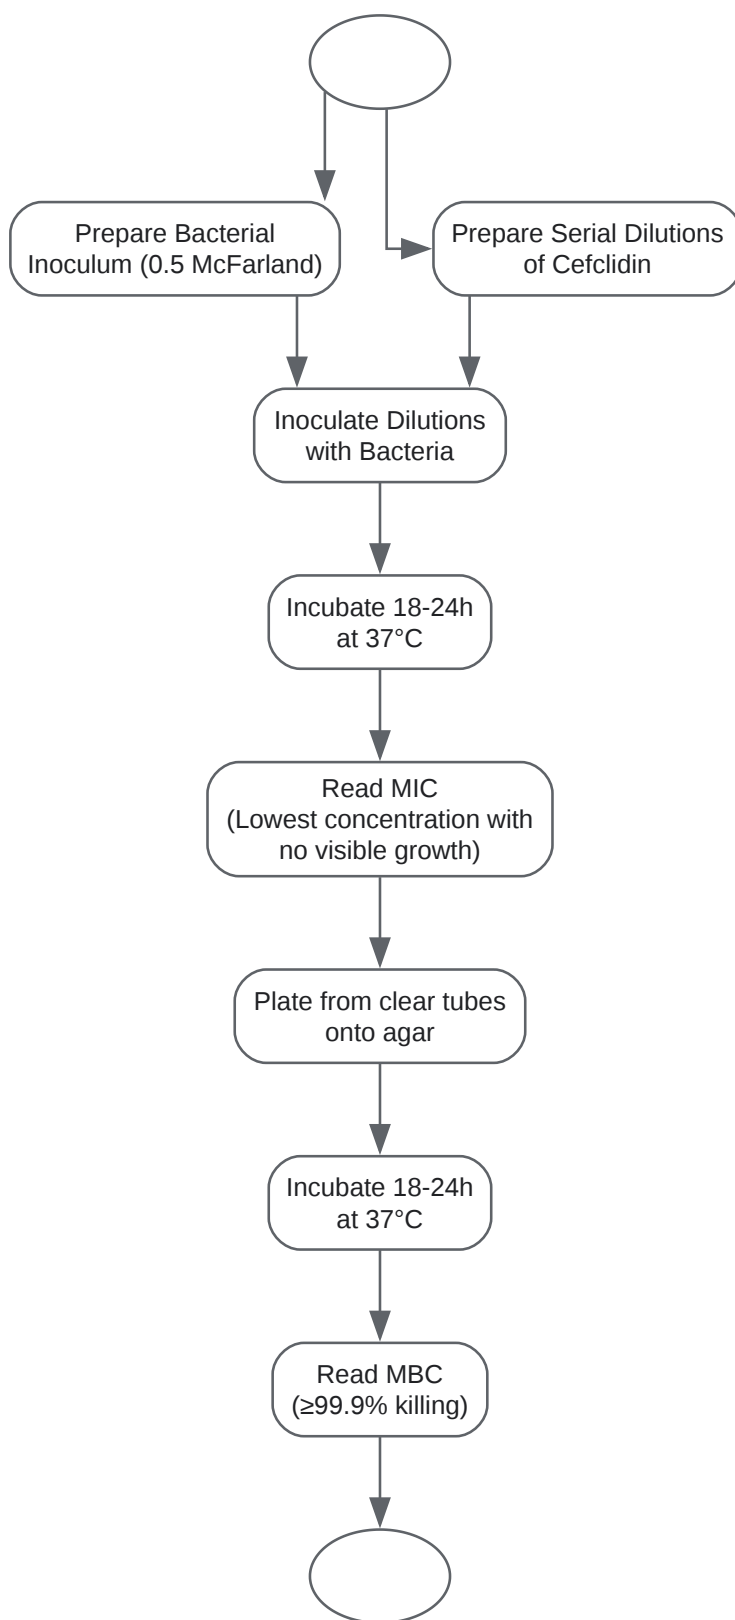 Prepare Bacterial
Inoculum (0.5 McFarland)
Prepare Serial Dilutions
of Cefclidin
Inoculate Dilutions
with Bacteria
Incubate 18-24h
at 37°C
Read MIC
(Lowest concentration with
no visible growth)
Plate from clear tubes
onto agar
Incubate 18-24h
at 37°C
Read MBC
(≥99.9% killing)